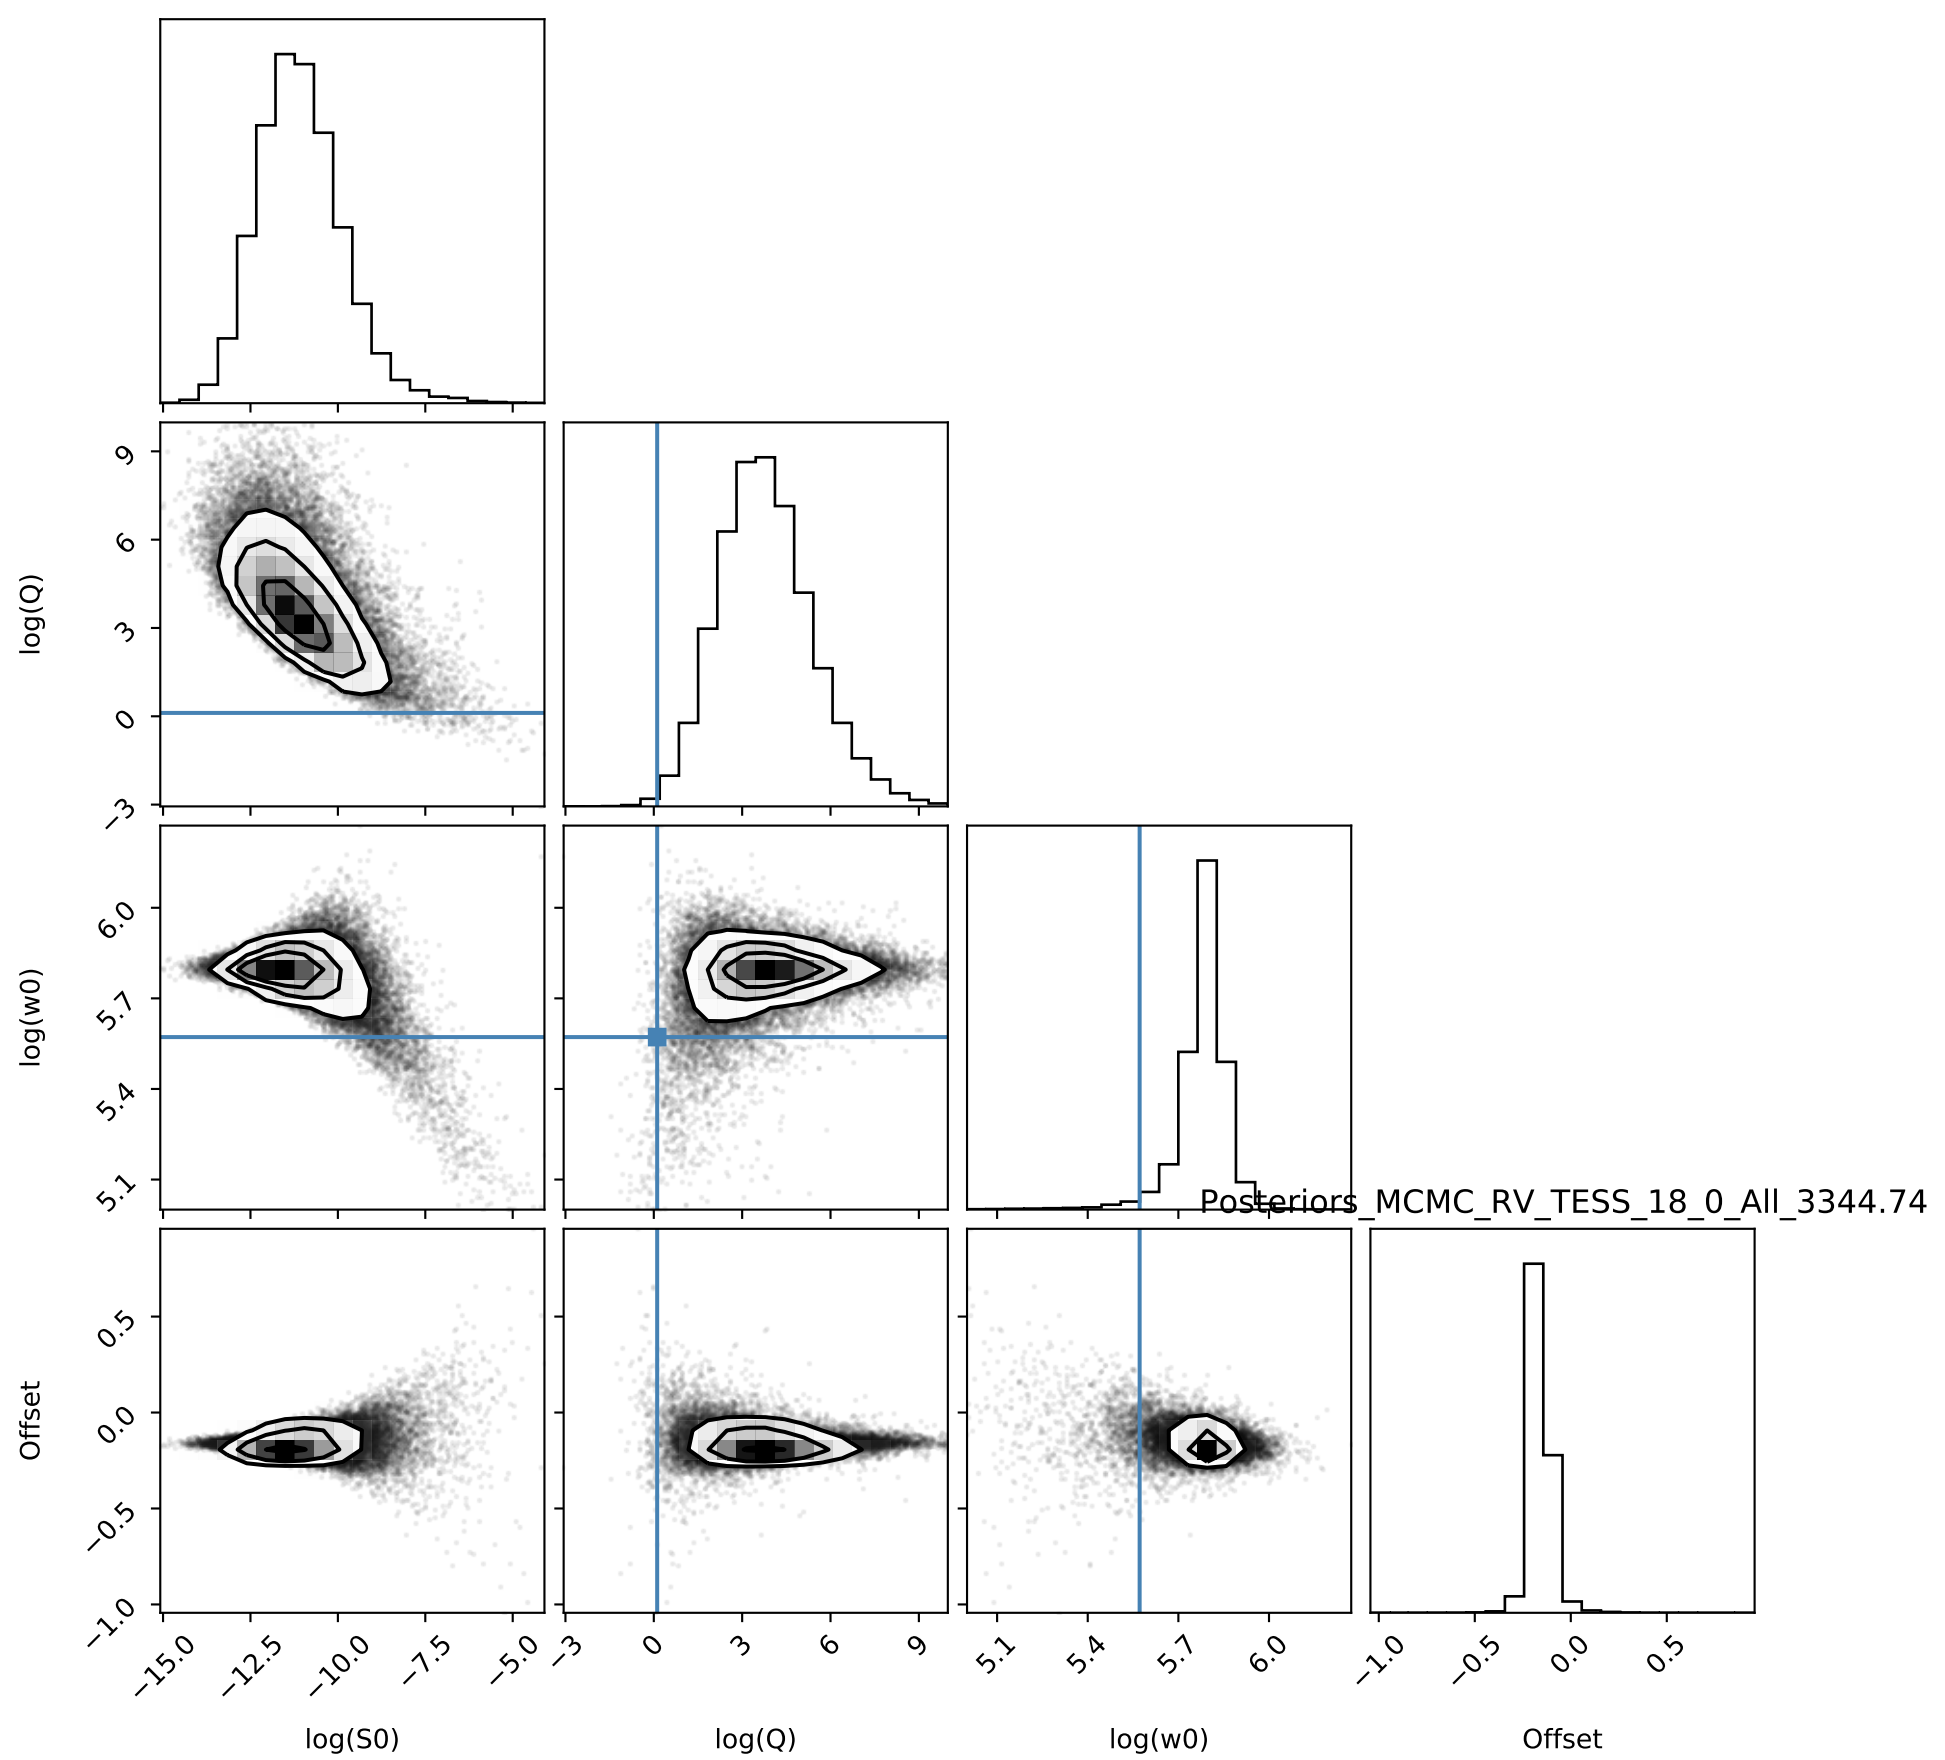 9
6
3
0
−3
log(Q)
6.0
5.7
5.4
5.1
log(w0)
Posteriors_MCMC_RV_TESS_18_0_All_3344.74
0.5
0.0
−0.5
−1.0
Offset
−15.0 −12.5 −10.0 −7.5 −5.0 −3 0 3 6 9 5.1 5.4 5.7 6.0 −1.0 −0.5 0.0 0.5
log(S0) log(Q) log(w0) Offset